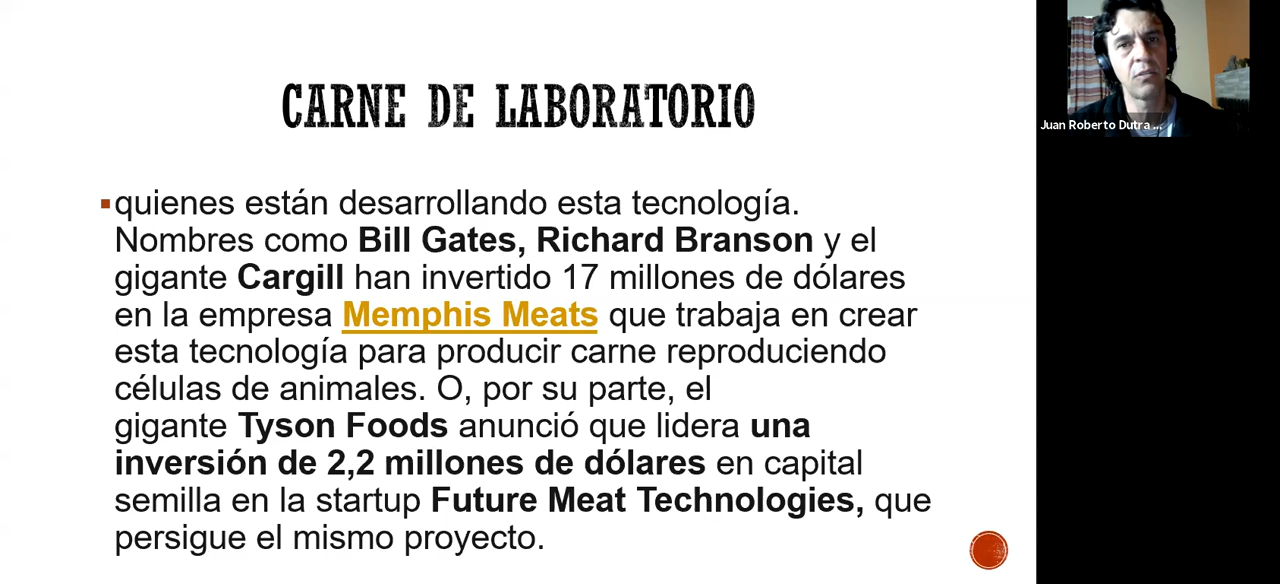 CARNE DE LABORATORIO
quienes están desarrollando esta tecnología.
Nombres como Bill Gates, Richard Branson y el
gigante Cargill han invertido 17 millones de dólares
en la empresa Memphis Meats que trabaja en crear
esta tecnología para producir carne reproduciendo
células de animales. O, por su parte, el
gigante Tyson Foods anunció que lidera una
inversión de 2,2 millones de dólares en capital
semilla en la startup Future Meat Technologies, que
persigue el mismo proyecto.
Juan Roberto Dutra ...